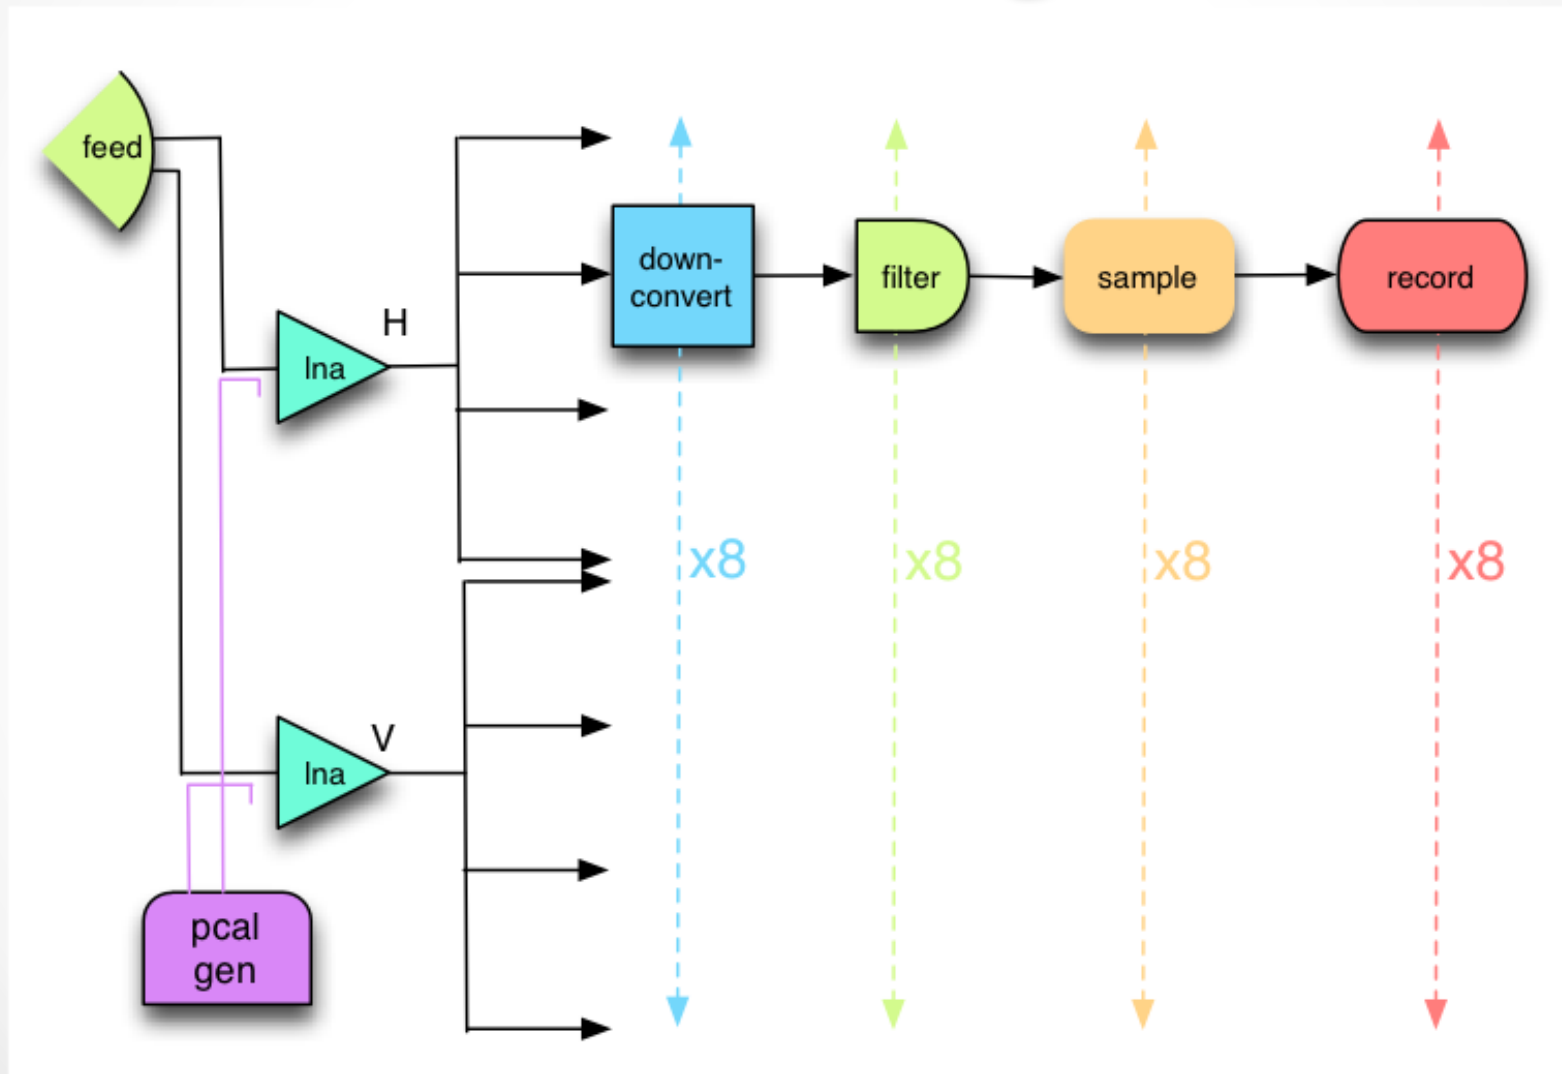 feed
H
lna
down-
convert
filter
sample
record
x8
x8
x8
x8
V
lna
pcal
gen